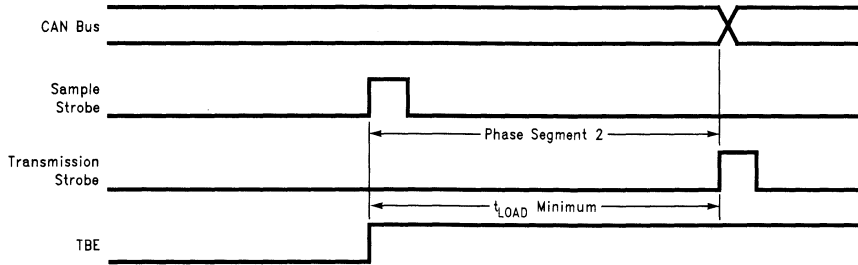 CAN Bus
Sample
Strobe
Phase Segment 2
Transmission
Strobe
tLOAD Minimum
TBE